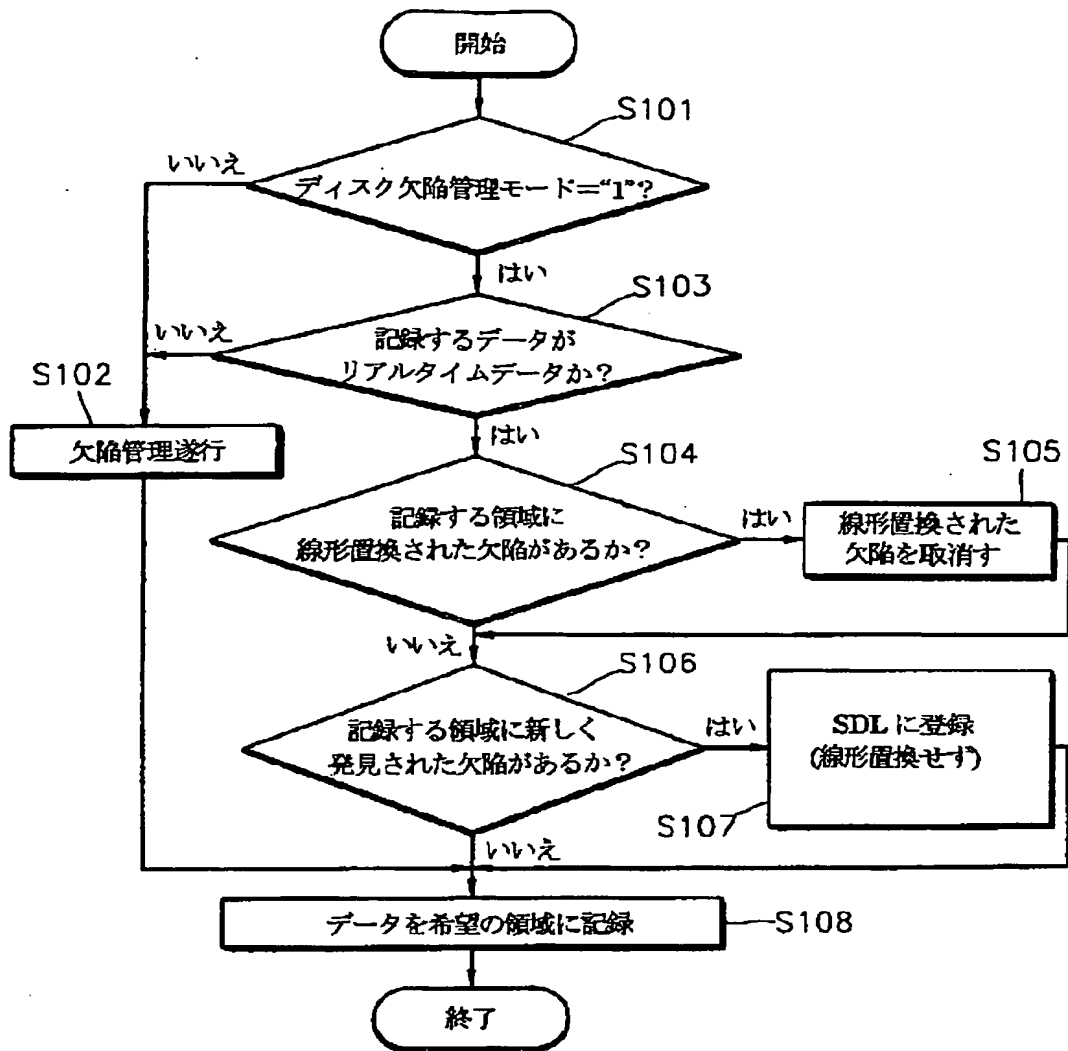 開始
S101
いいえ
ディスク欠陥管理モード=“1”?
はい
S103
いいえ
記録するデータが
リアルタイムデータか?
S102
欠陥管理遂行
はい
S104
S105
記録する領域に
線形置換された欠陥があるか?
はい
線形置換された
欠陥を取消す
いいえ
S106
記録する領域に新しく
発見された欠陥があるか?
はい
SDLに登録
(線形置換せず)
S107
いいえ
データを希望の領域に記録
S108
終了